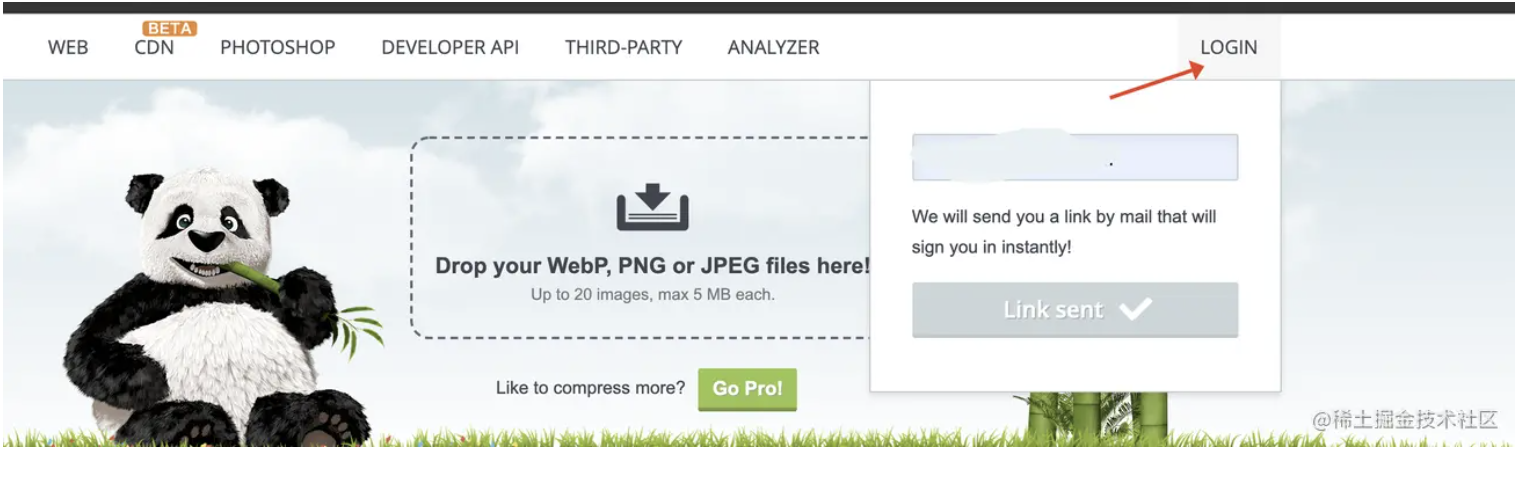 BETA
WEB CDN PHOTOSHOP DEVELOPER API THIRD-PARTY ANALYZER LOGIN
Drop your WebP, PNG or JPEG files here!
Up to 20 images, max 5 MB each.
Like to compress more? Go Pro!
We will send you a link by mail that will
sign you in instantly!
Link sent
@稀土掘金技术社区